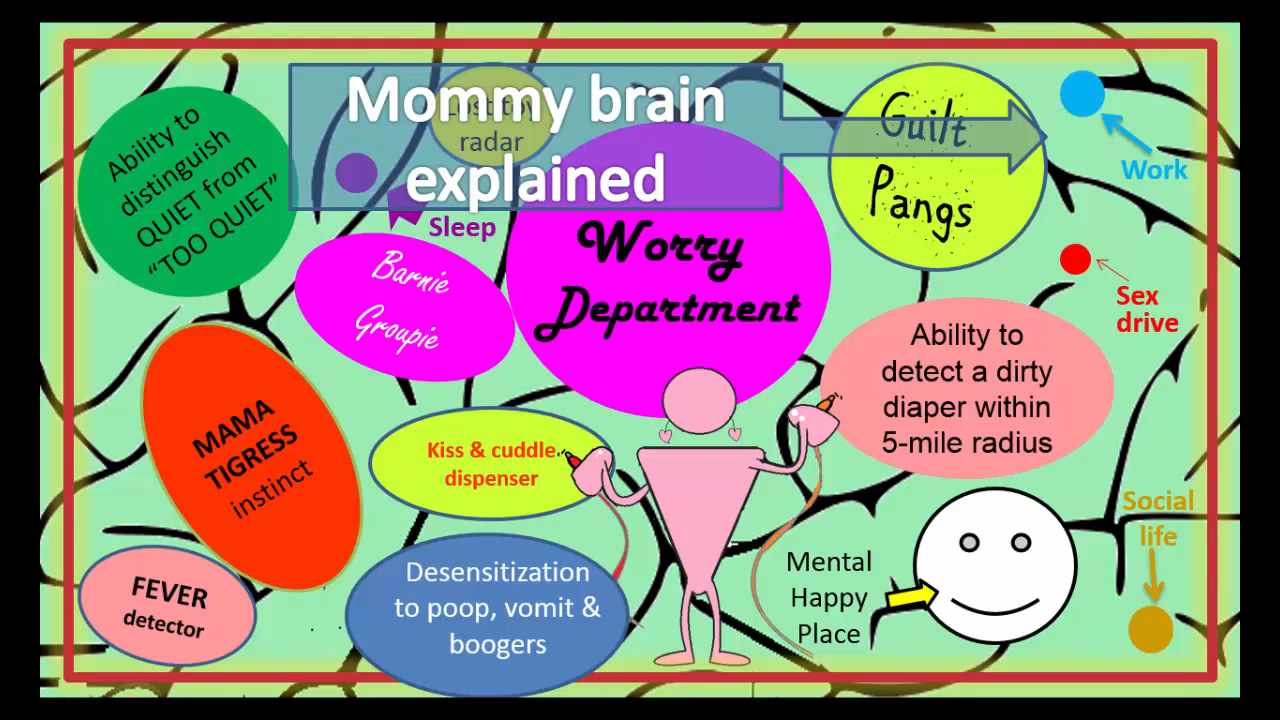 Mommy brain
explained
radar
Guilt
Pangs
Work
Ability to
distinguish
QUIET from
“TOO QUIET”
Sleep
Barnie
Groupie
Worry
Department
Sex
drive
Ability to
detect a dirty
diaper within
5-mile radius
MAMA
TIGRESS
instinct
Kiss & cuddle
dispenser
Social
life
FEVER
detector
Desensitization
to poop, vomit &
boogers
Mental
Happy
Place